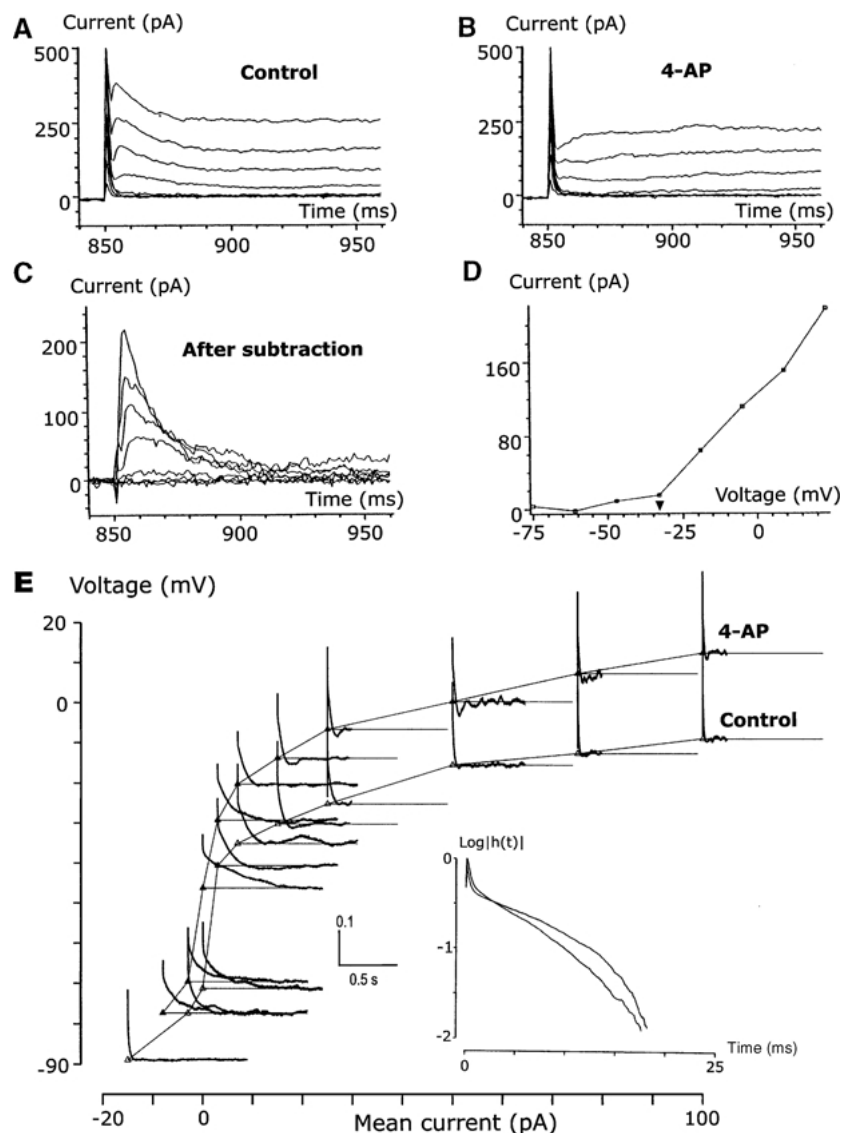 A
Current (pA)
500
250
0
Control
Time (ms)
850 900 950
B
Current (pA)
500
250
0
4-AP
Time (ms)
850 900 950
C
Current (pA)
200
100
0
After subtraction
Time (ms)
850 900 950
D
Current (pA)
160
80
0
Voltage (mV)
-75 -25 0
E
Voltage (mV)
20
0
-90
4-AP
Control
0.1
0.5 s
Log|h(t)|
0
-1
-2
0 25
Time (ms)
-20 0 100
Mean current (pA)